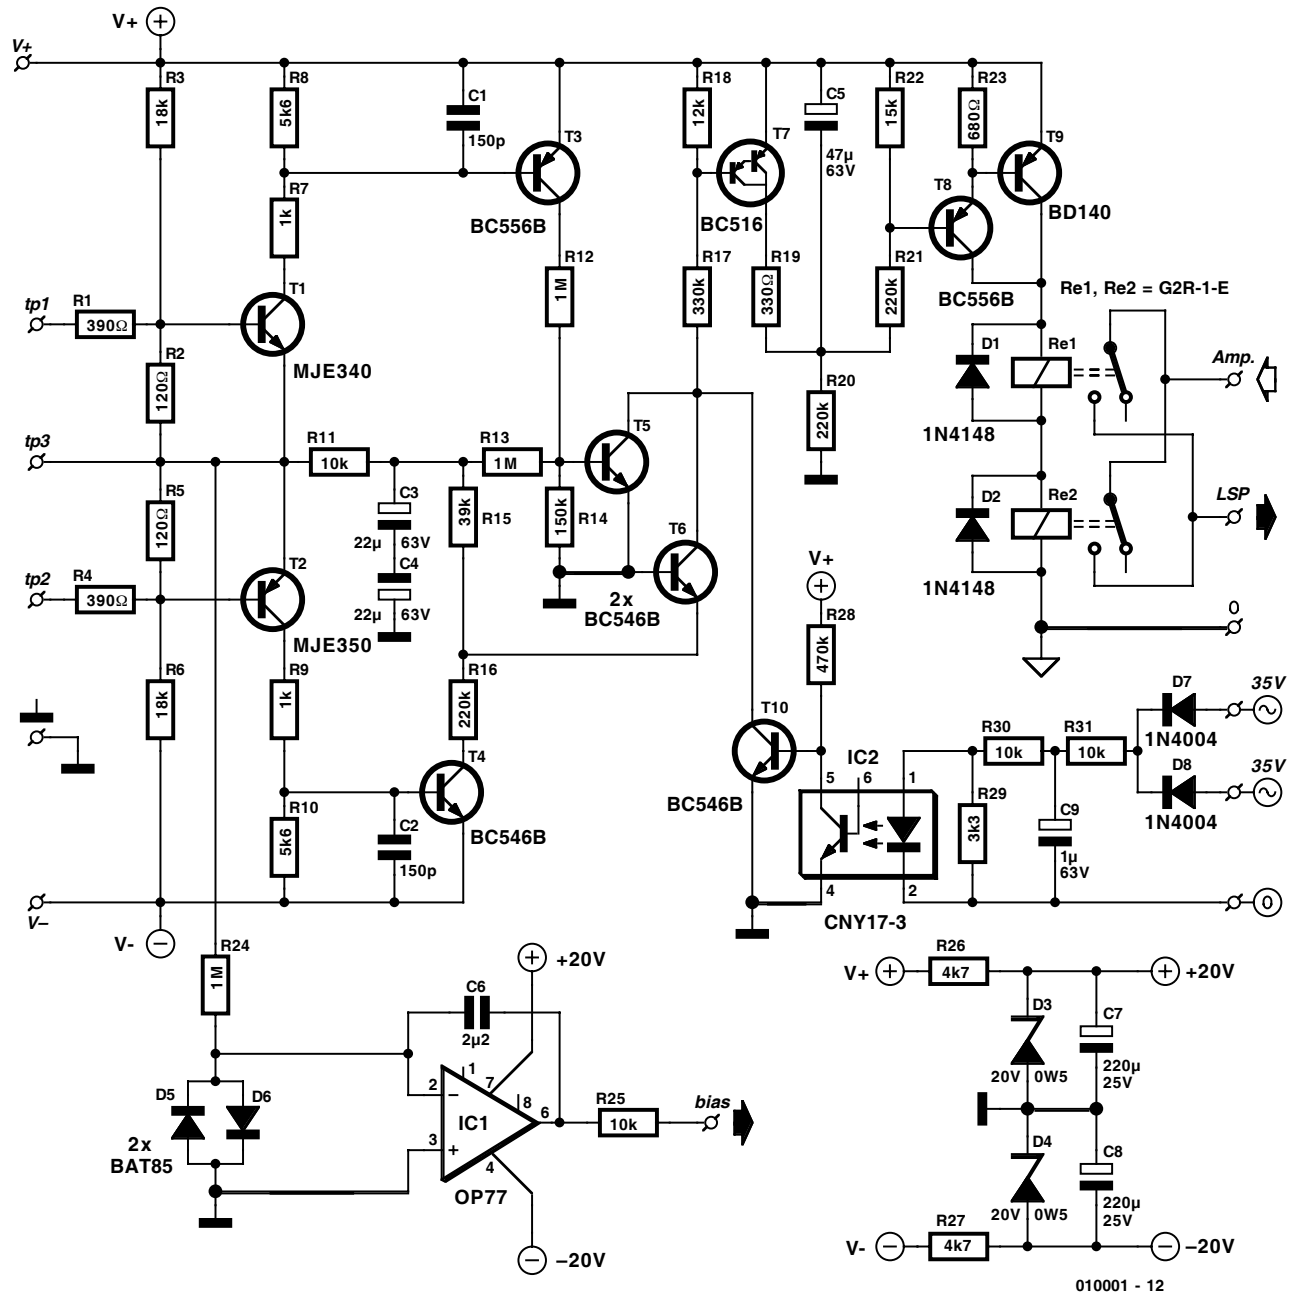 V+
V+
R3
18k
R8
5k6
C1
150p
T3
BC556B
R18
12k
T7
BC516
C5
47µ
63V
R22
15k
R23
680Ω
T9
BD140
T8
BC556B
R7
1k
R12
1M
R17
330k
R19
330Ω
R21
220k
Re1, Re2 = G2R-1-E
tp1
R1
390Ω
T1
MJE340
R2
120Ω
D1
1N4148
Re1
Amp.
R20
220k
tp3
R11
10k
R13
1M
T5
R5
120Ω
C3
22µ
63V
R15
39k
R14
150k
T6
D2
1N4148
Re2
LSP
tp2
R4
390Ω
T2
MJE350
C4
22µ
63V
2x
BC546B
V+
R28
470k
0
R6
18k
R9
1k
R16
220k
T10
BC546B
T4
BC546B
R10
5k6
C2
150p
IC2
5
6
1
4
2
CNY17-3
R30
10k
R31
10k
R29
3k3
C9
1µ
63V
D7
1N4004
35V
D8
1N4004
35V
0
V–
V-
R24
1M
+20V
C6
2µ2
D5
D6
2x
BAT85
1
7
2
–
8
6
IC1
3
+
4
OP77
R25
10k
bias
–20V
V+
R26
4k7
+20V
D3
20V
0W5
C7
220µ
25V
D4
20V
0W5
C8
220µ
25V
V-
R27
4k7
–20V
010001 - 12